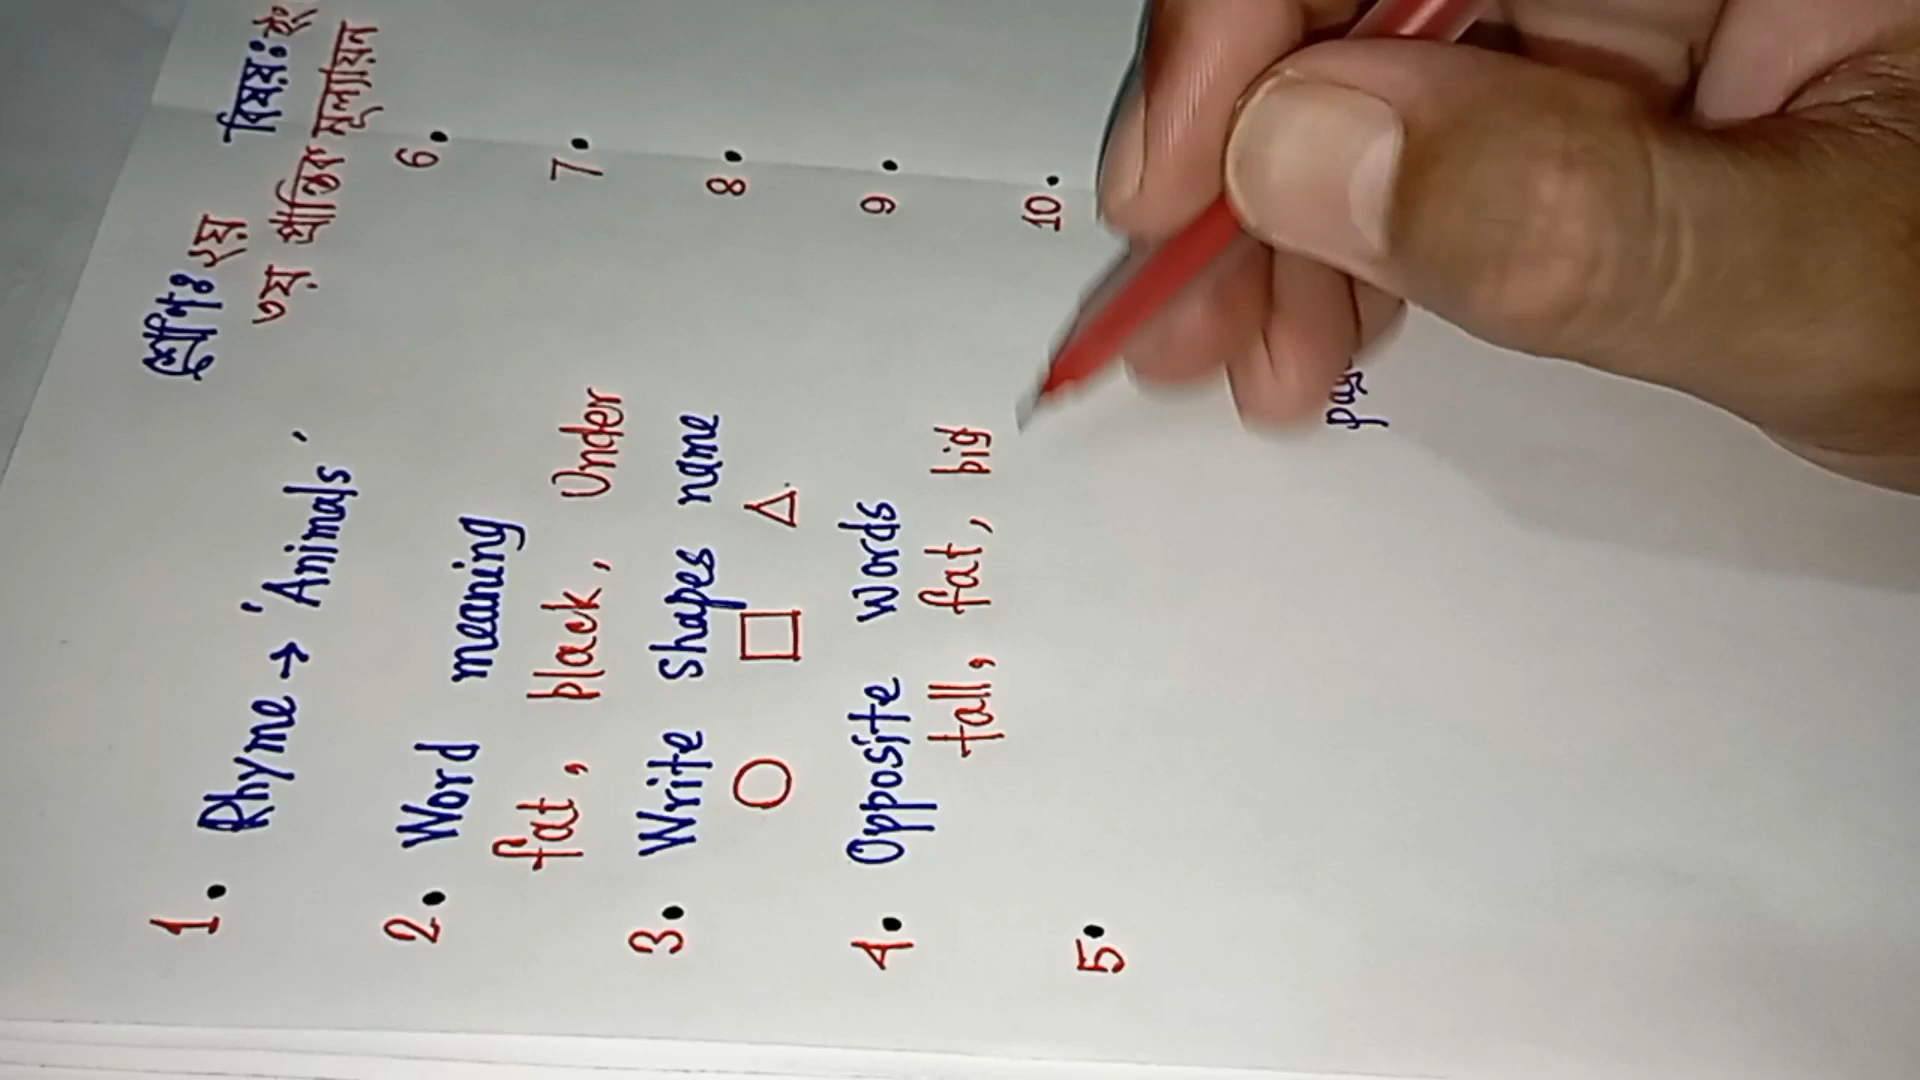 শ্রেণিঃ ২য় বিষয়ঃ
৩য় প্রান্তিক মূল্যায়ন
1. Rhyme → 'Animals'
2. Word meaning
fat, black, Under
3. Write shapes name
4. Opposite words
tall, fat, big
5.
6.
7.
8.
9.
10.